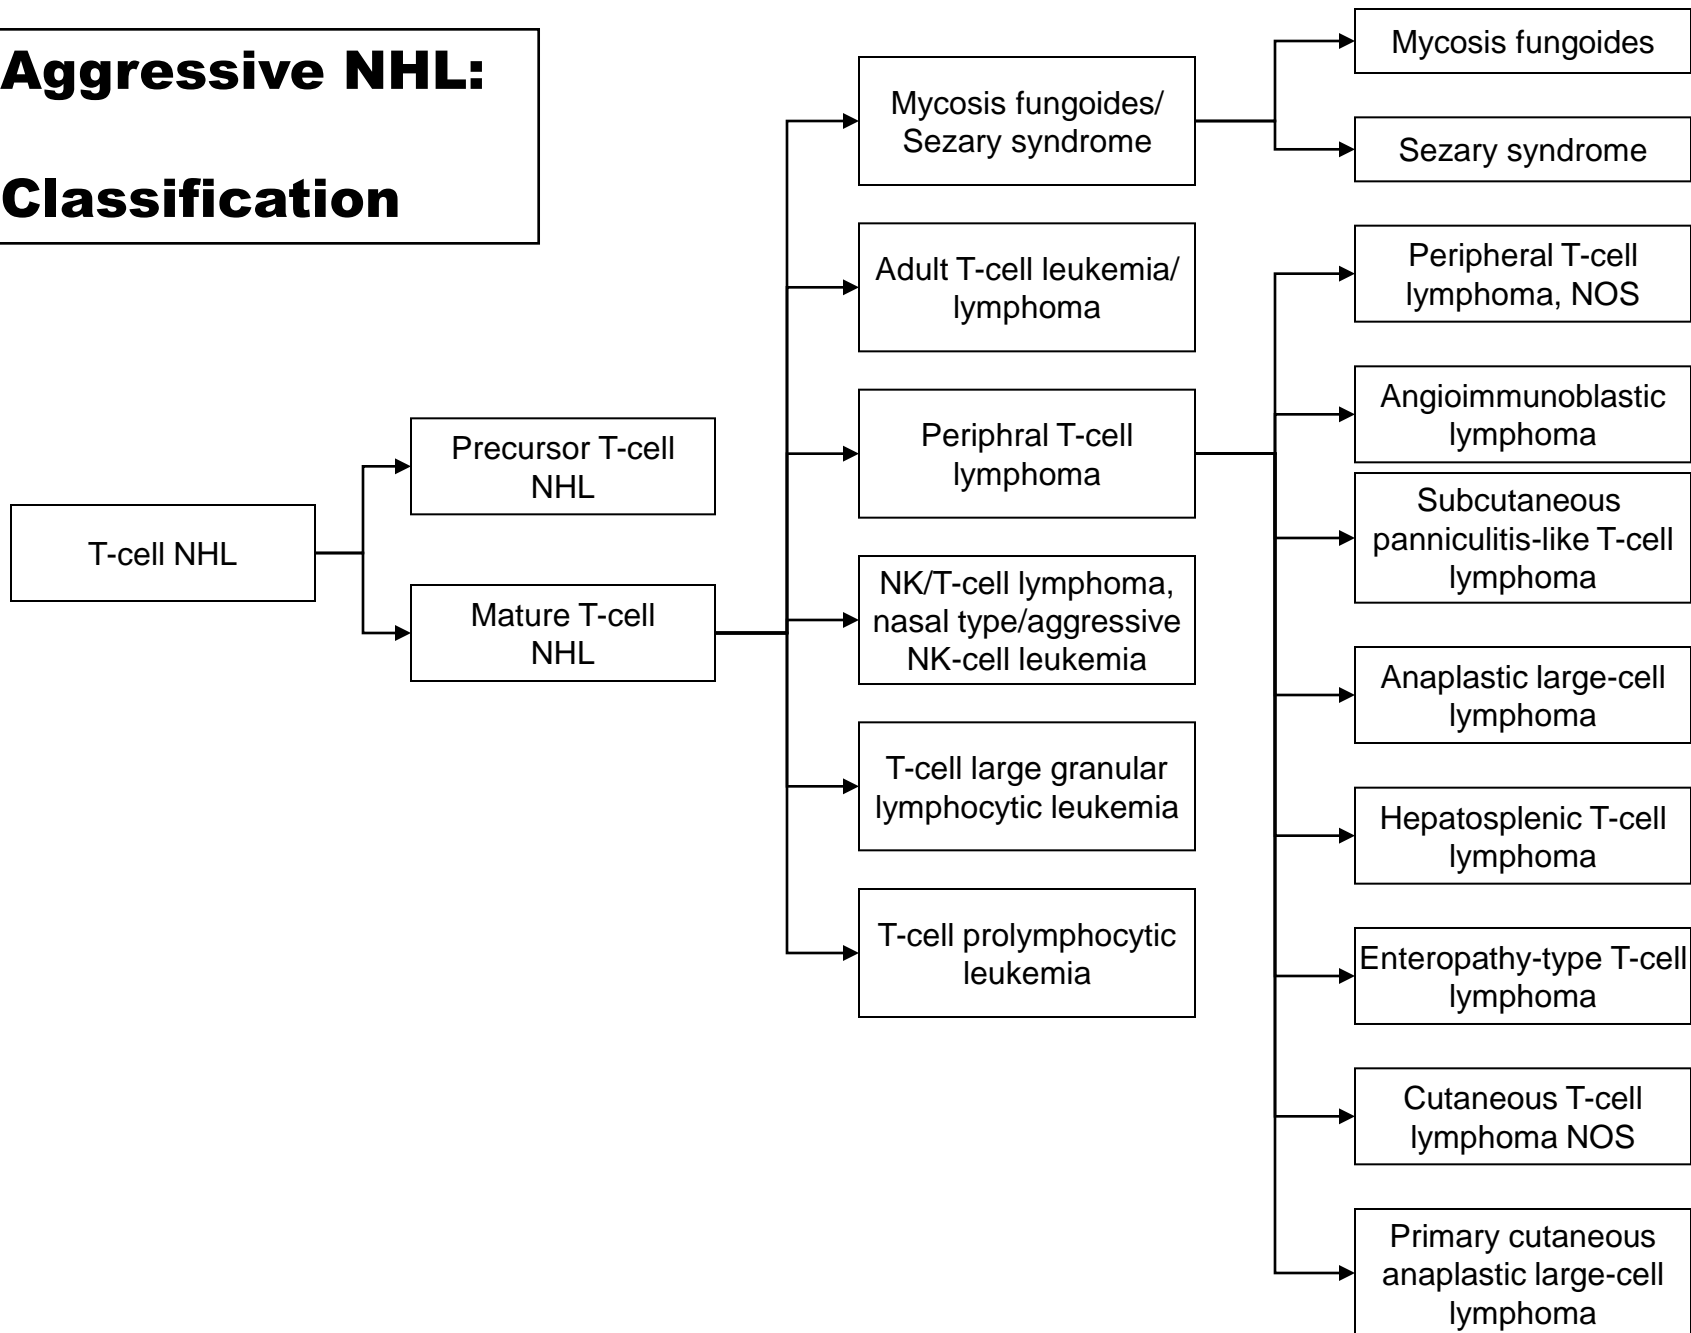 Aggressive NHL:
Classification
T-cell NHL
Precursor T-cell
NHL
Mature T-cell
NHL
Mycosis fungoides/
Sezary syndrome
Adult T-cell leukemia/
lymphoma
Periphral T-cell
lymphoma
NK/T-cell lymphoma,
nasal type/aggressive
NK-cell leukemia
T-cell large granular
lymphocytic leukemia
T-cell prolymphocytic
leukemia
Mycosis fungoides
Sezary syndrome
Peripheral T-cell
lymphoma, NOS
Angioimmunoblastic
lymphoma
Subcutaneous
panniculitis-like T-cell
lymphoma
Anaplastic large-cell
lymphoma
Hepatosplenic T-cell
lymphoma
Enteropathy-type T-cell
lymphoma
Cutaneous T-cell
lymphoma NOS
Primary cutaneous
anaplastic large-cell
lymphoma